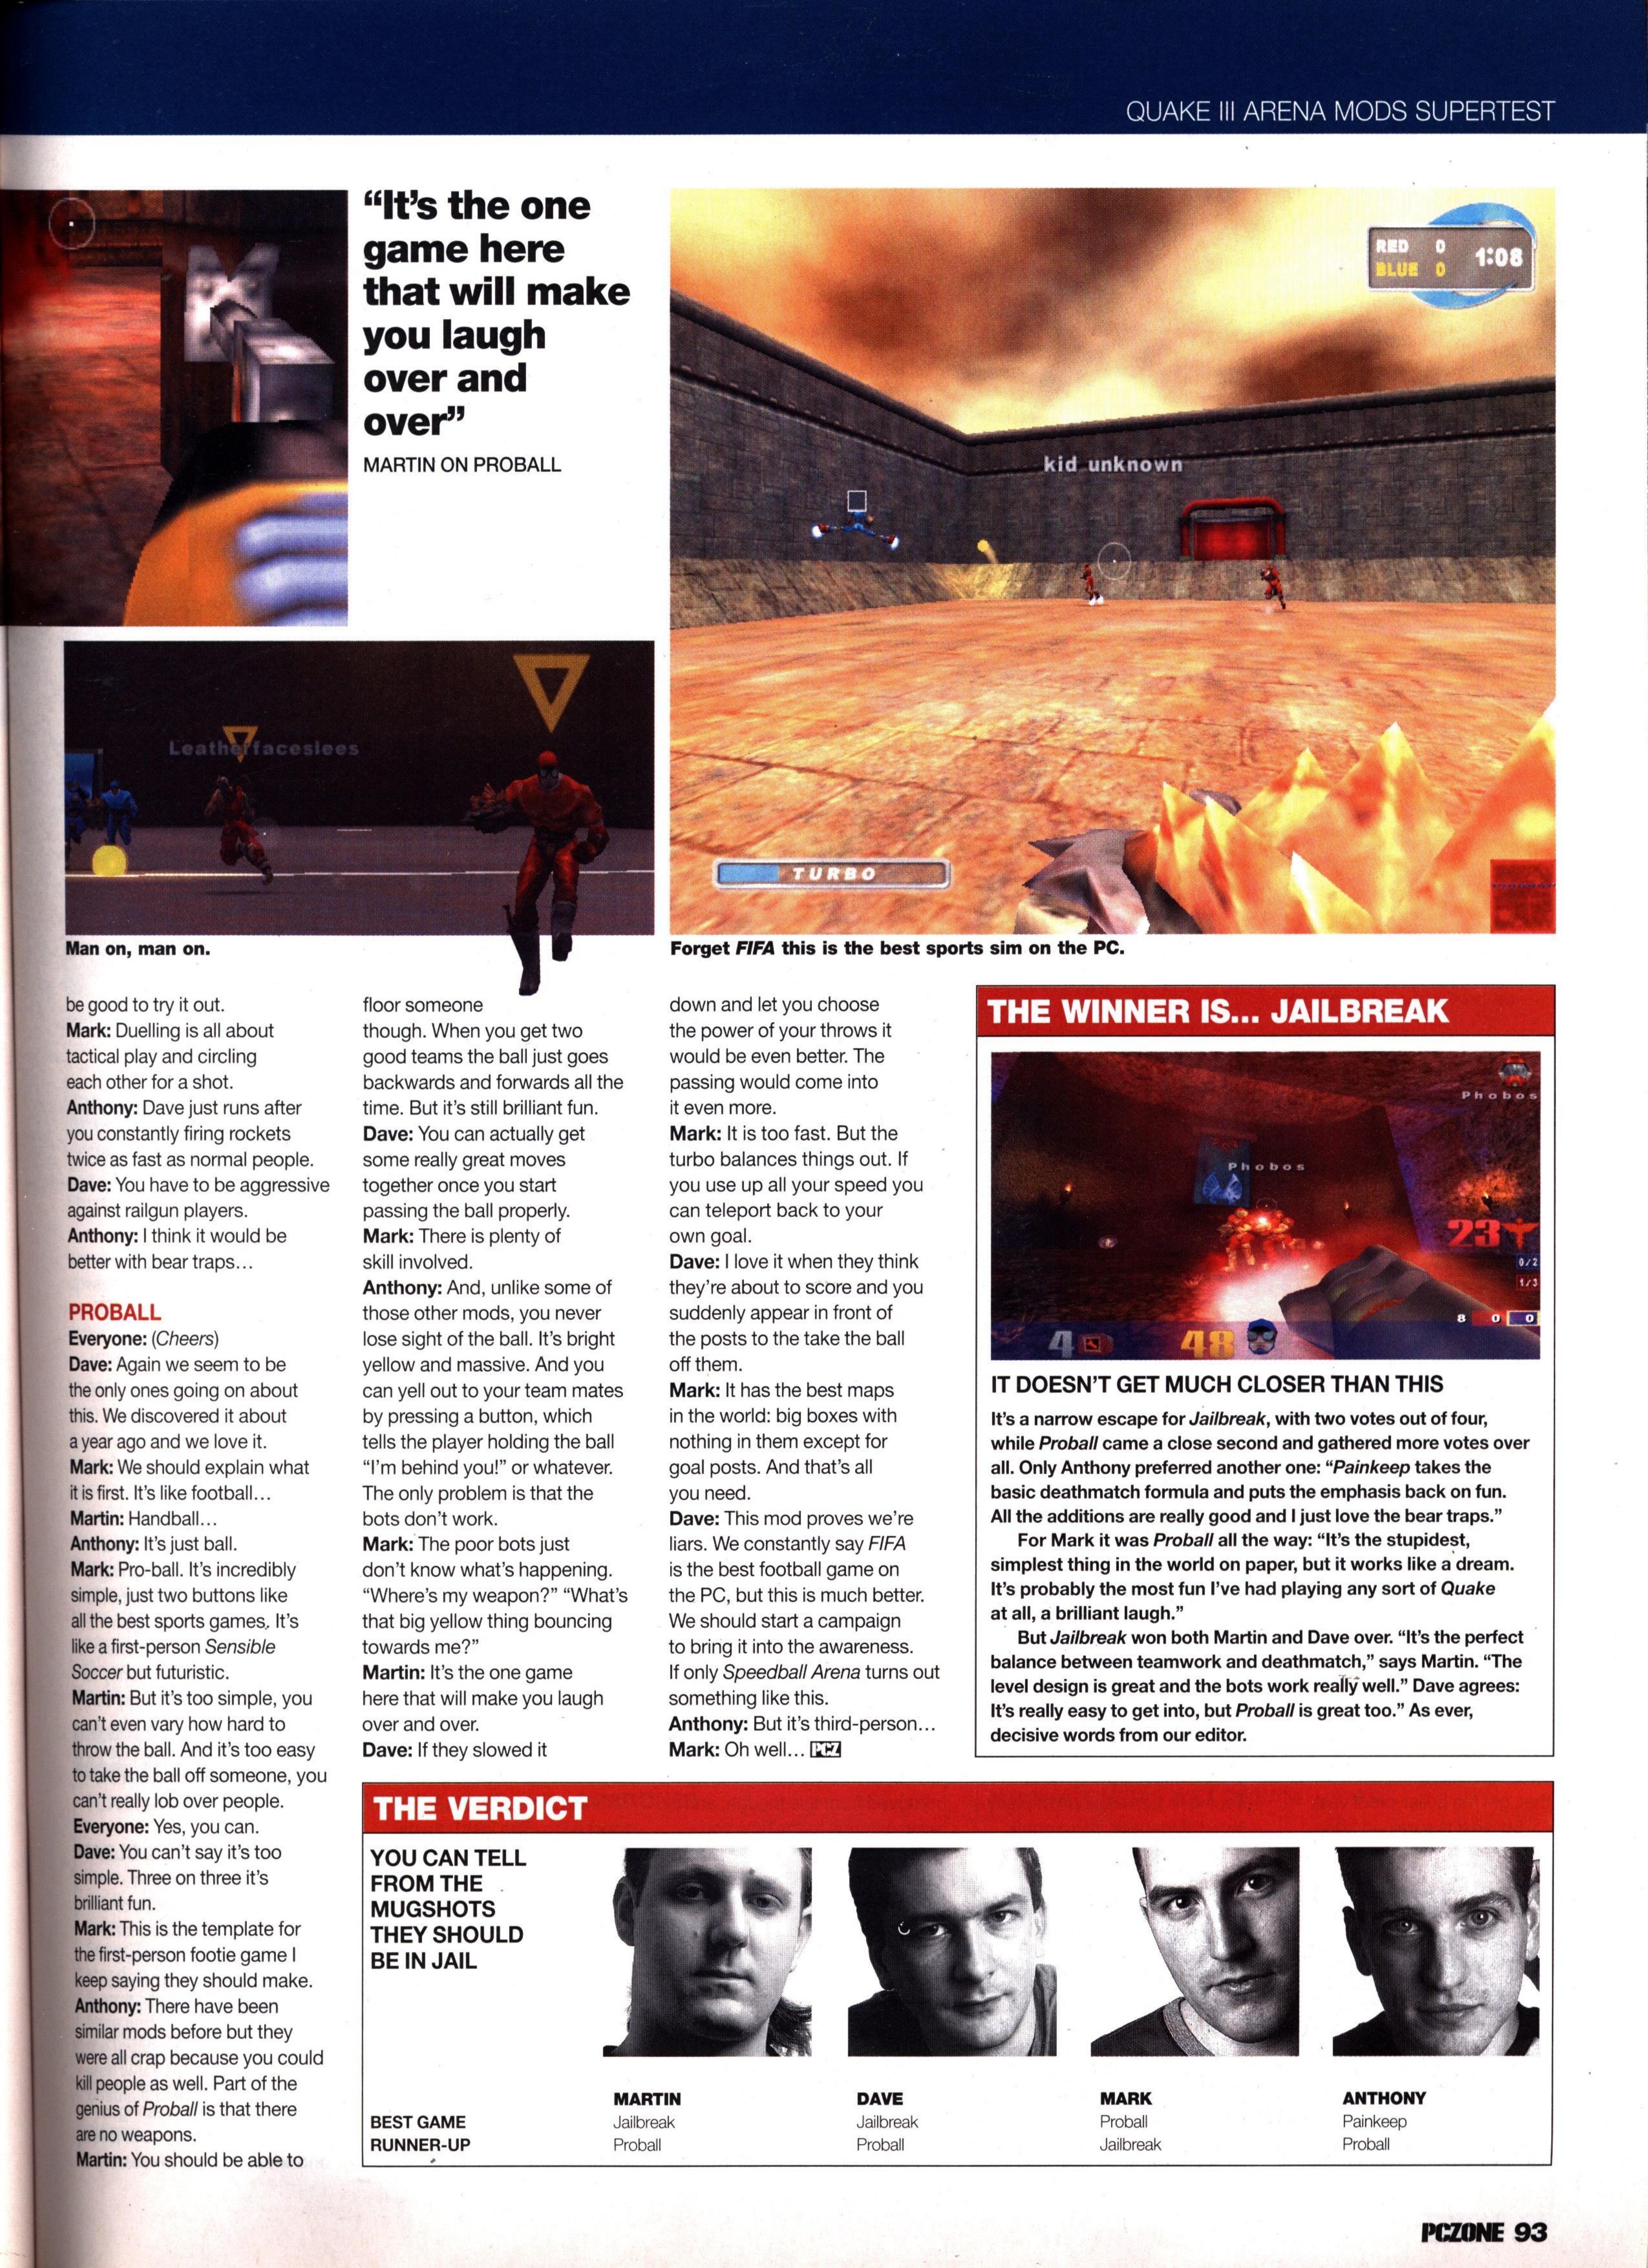 QUAKE III ARENA MODS SUPERTEST
“It’s the one
game here
that will make
you laugh
over and
over”
MARTIN ON PROBALL
RED 0
BLUE 0
1:08
kid unknown
TURBO
Leatherfaceslees
Man on, man on.
Forget FIFA this is the best sports sim on the PC.
be good to try it out.
Mark: Duelling is all about
tactical play and circling
each other for a shot.
Anthony: Dave just runs after
you constantly firing rockets
twice as fast as normal people.
Dave: You have to be aggressive
against railgun players.
Anthony: I think it would be
better with bear traps…
PROBALL
Everyone: (Cheers)
Dave: Again we seem to be
the only ones going on about
this. We discovered it about
a year ago and we love it.
Mark: We should explain what
it is first. It’s like football…
Martin: Handball…
Anthony: It’s just ball.
Mark: Pro-ball. It’s incredibly
simple, just two buttons like
all the best sports games. It’s
like a first-person Sensible
Soccer but futuristic.
Martin: But it’s too simple, you
can’t even vary how hard to
throw the ball. And it’s too easy
to take the ball off someone, you
can’t really lob over people.
Everyone: Yes, you can.
Dave: You can’t say it’s too
simple. Three on three it’s
brilliant fun.
Mark: This is the template for
the first-person footie game I
keep saying they should make.
Anthony: There have been
similar mods before but they
were all crap because you could
kill people as well. Part of the
genius of Proball is that there
are no weapons.
Martin: You should be able to
floor someone
though. When you get two
good teams the ball just goes
backwards and forwards all the
time. But it’s still brilliant fun.
Dave: You can actually get
some really great moves
together once you start
passing the ball properly.
Mark: There is plenty of
skill involved.
Anthony: And, unlike some of
those other mods, you never
lose sight of the ball. It’s bright
yellow and massive. And you
can yell out to your team mates
by pressing a button, which
tells the player holding the ball
“I’m behind you!” or whatever.
The only problem is that the
bots don’t work.
Mark: The poor bots just
don’t know what’s happening.
“Where’s my weapon?” “What’s
that big yellow thing bouncing
towards me?”
Martin: It’s the one game
here that will make you laugh
over and over.
Dave: If they slowed it
down and let you choose
the power of your throws it
would be even better. The
passing would come into
it even more.
Mark: It is too fast. But the
turbo balances things out. If
you use up all your speed you
can teleport back to your
own goal.
Dave: I love it when they think
they’re about to score and you
suddenly appear in front of
the posts to the take the ball
off them.
Mark: It has the best maps
in the world: big boxes with
nothing in them except for
goal posts. And that’s all
you need.
Dave: This mod proves we’re
liars. We constantly say FIFA
is the best football game on
the PC, but this is much better.
We should start a campaign
to bring it into the awareness.
If only Speedball Arena turns out
something like this.
Anthony: But it’s third-person…
Mark: Oh well… PCZ
THE WINNER IS... JAILBREAK
Phobos
Phobos
23
0/2
1/3
8 0 0
4 48
IT DOESN’T GET MUCH CLOSER THAN THIS
It’s a narrow escape for Jailbreak, with two votes out of four,
while Proball came a close second and gathered more votes over
all. Only Anthony preferred another one: “Painkeep takes the
basic deathmatch formula and puts the emphasis back on fun.
All the additions are really good and I just love the bear traps.”
For Mark it was Proball all the way: “It’s the stupidest,
simplest thing in the world on paper, but it works like a dream.
It’s probably the most fun I’ve had playing any sort of Quake
at all, a brilliant laugh.”
But Jailbreak won both Martin and Dave over. “It’s the perfect
balance between teamwork and deathmatch,” says Martin. “The
level design is great and the bots work really well.” Dave agrees:
It’s really easy to get into, but Proball is great too.” As ever,
decisive words from our editor.
THE VERDICT
YOU CAN TELL
FROM THE
MUGSHOTS
THEY SHOULD
BE IN JAIL
MARTIN DAVE MARK ANTHONY
BEST GAME Jailbreak Jailbreak Proball Painkeep
RUNNER-UP Proball Proball Jailbreak Proball
PCZONE 93